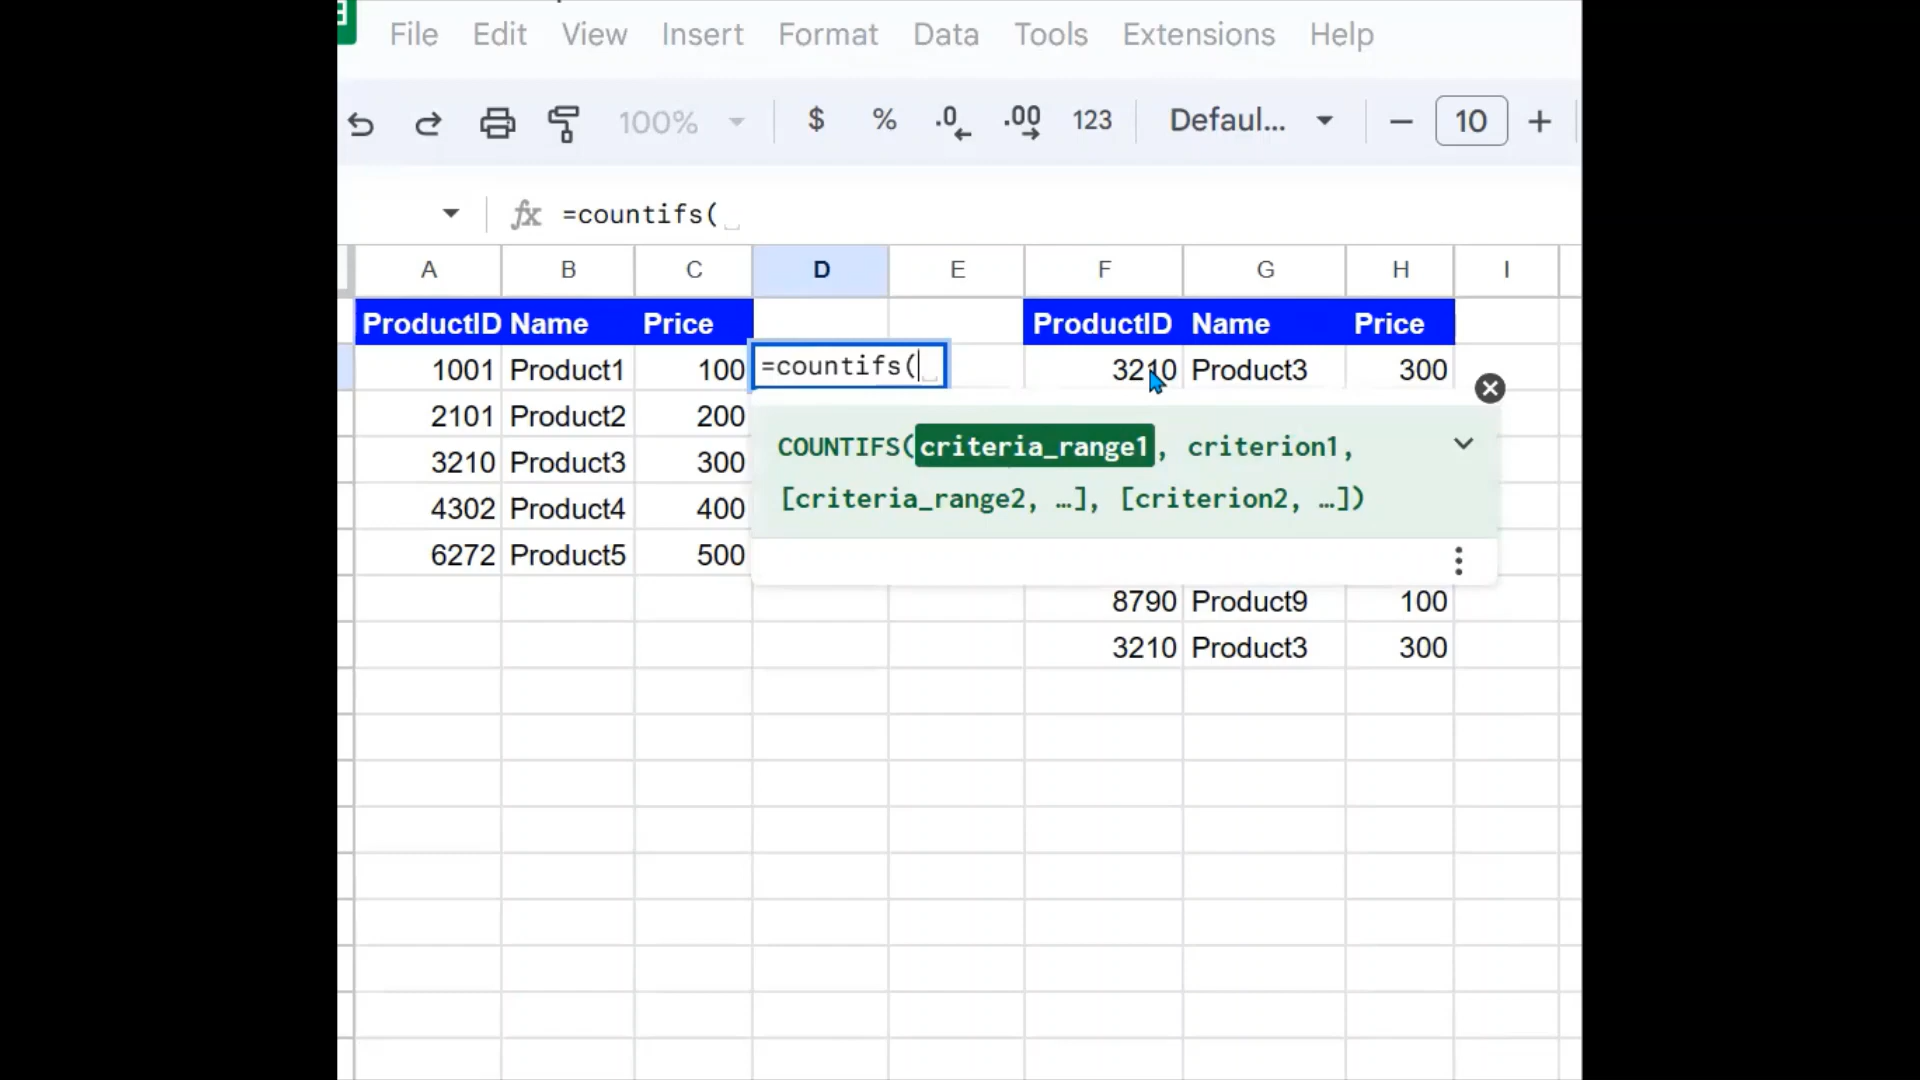 File Edit View Insert Format Data Tools Extensions Help
100% $ % .0 .00 123 Defaul... 10
fx =countifs(
A B C D E F G H I
ProductID Name Price ProductID Name Price
1001 Product1 100 =countifs( 3210 Product3 300
2101 Product2 200
COUNTIFS(criteria_range1, criterion1,
3210 Product3 300
[criteria_range2, …], [criterion2, …])
4302 Product4 400
6272 Product5 500
8790 Product9 100
3210 Product3 300